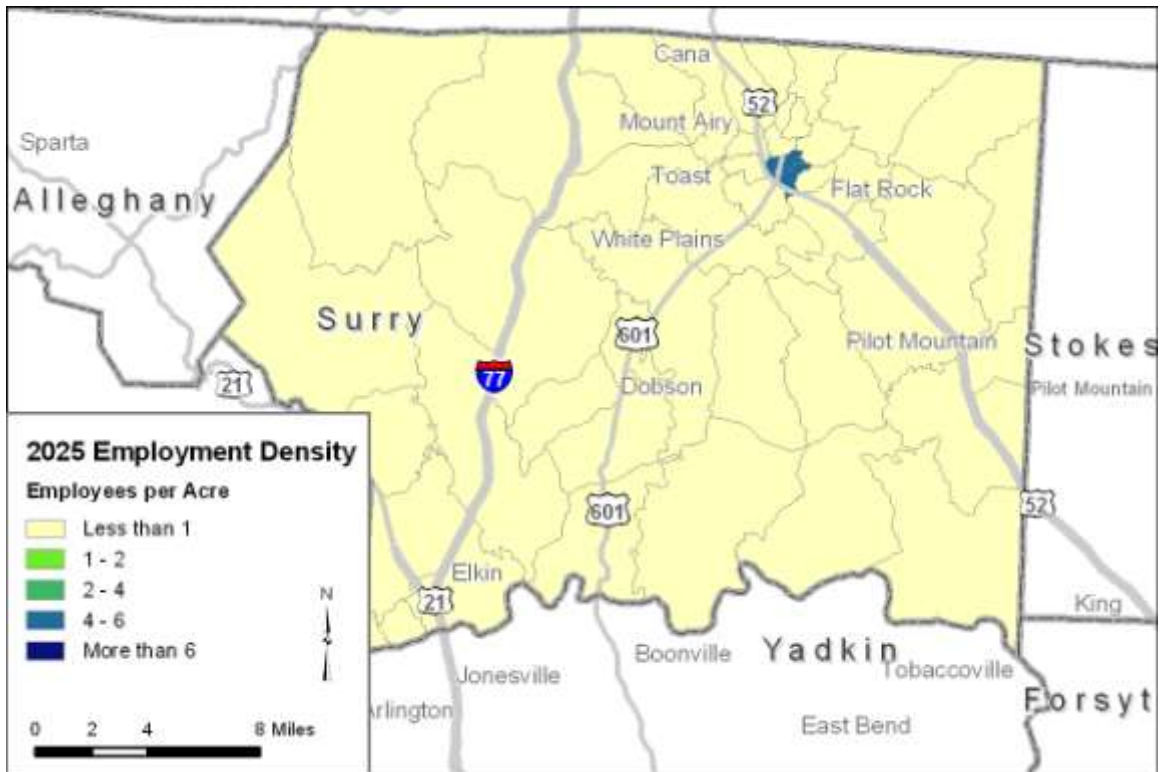 Cana
52
Mount Airy
Sparta
Toast
Flat Rock
Alleghany
White Plains
Surry
601
Pilot Mountain
Stokes
77
21
Dobson
Pilot Mountain
2025 Employment Density
Employees per Acre
Less than 1
1 - 2
2 - 4
4 - 6
More than 6
N
0 2 4 8 Miles
601
52
Elkin
21
King
Boonville
Yadkin
Tobaccoville
Jonesville
Forsyt
Arlington
East Bend